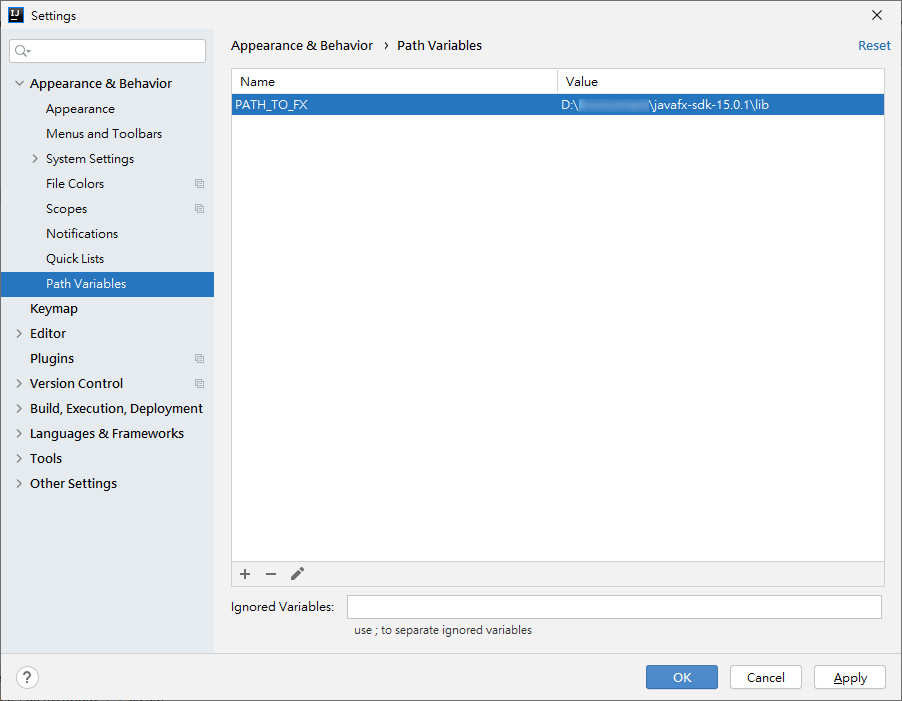 Settings
Appearance & Behavior › Path Variables
Reset
Appearance & Behavior
Appearance
Menus and Toolbars
System Settings
File Colors
Scopes
Notifications
Quick Lists
Path Variables
Keymap
Editor
Plugins
Version Control
Build, Execution, Deployment
Languages & Frameworks
Tools
Other Settings
Name Value
PATH_TO_FX D:\ \javafx-sdk-15.0.1\lib
Ignored Variables:
use ; to separate ignored variables
? OK Cancel Apply